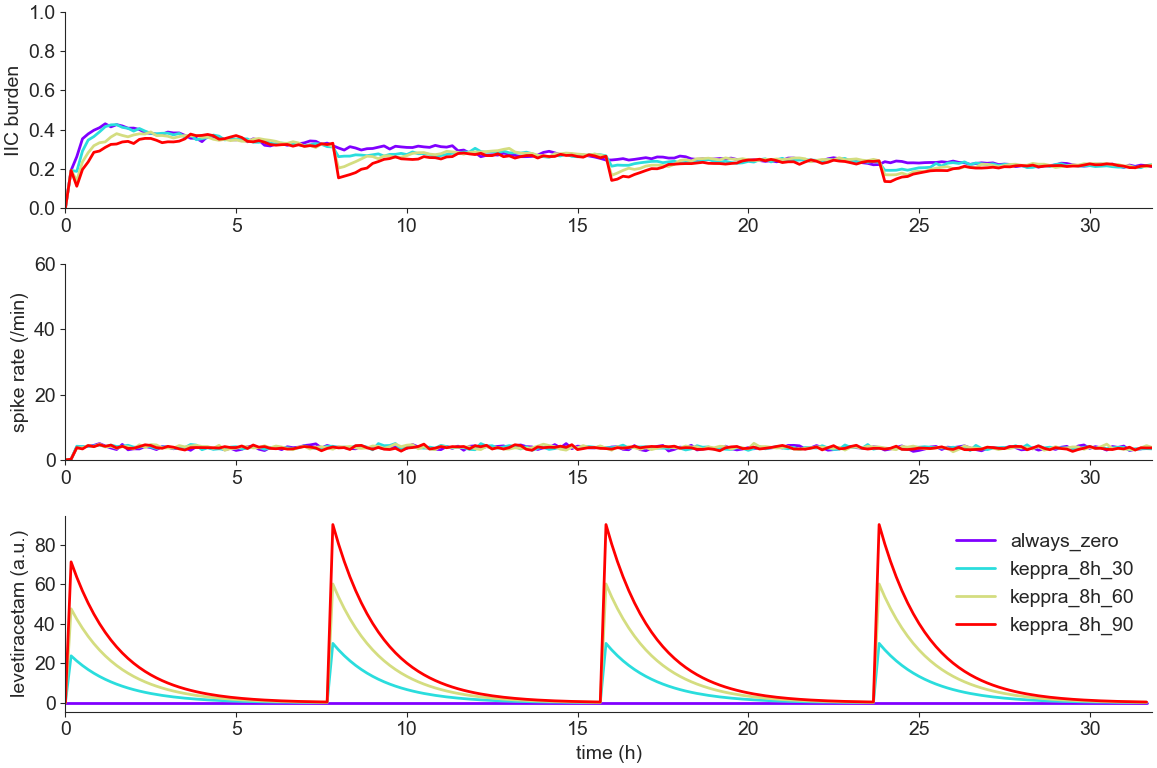 IIC burden
1.0
0.8
0.6
0.4
0.2
0.0
0 5 10 15 20 25 30
spike rate (/min)
60
40
20
0
0 5 10 15 20 25 30
levetiracetam (a.u.)
80
60
40
20
0
always_zero
keppra_8h_30
keppra_8h_60
keppra_8h_90
0 5 10 15 20 25 30
time (h)